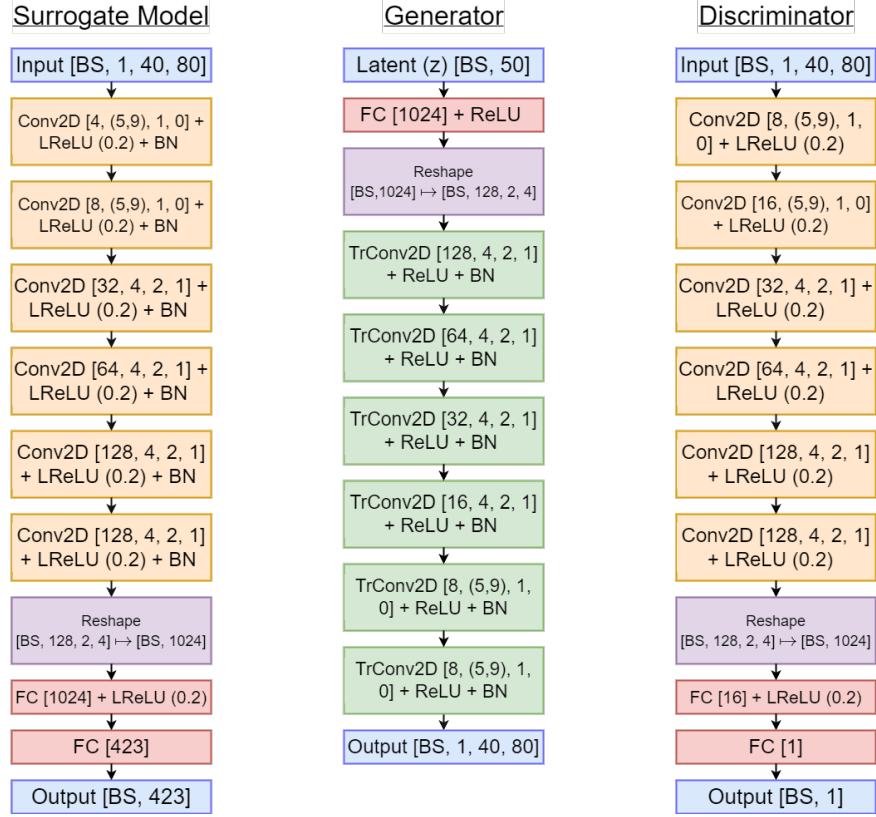 Surrogate Model
Input [BS, 1, 40, 80]
Conv2D [4, (5,9), 1, 0] +
LReLU (0.2) + BN
Conv2D [8, (5,9), 1, 0] +
LReLU (0.2) + BN
Conv2D [32, 4, 2, 1] +
LReLU (0.2) + BN
Conv2D [64, 4, 2, 1] +
LReLU (0.2) + BN
Conv2D [128, 4, 2, 1]
+ LReLU (0.2) + BN
Conv2D [128, 4, 2, 1]
+ LReLU (0.2) + BN
Reshape
[BS, 128, 2, 4] ↦ [BS, 1024]
FC [1024] + LReLU (0.2)
FC [423]
Output [BS, 423]
Generator
Latent (z) [BS, 50]
FC [1024] + ReLU
Reshape
[BS,1024] ↦ [BS, 128, 2, 4]
TrConv2D [128, 4, 2, 1]
+ ReLU + BN
TrConv2D [64, 4, 2, 1]
+ ReLU + BN
TrConv2D [32, 4, 2, 1]
+ ReLU + BN
TrConv2D [16, 4, 2, 1]
+ ReLU + BN
TrConv2D [8, (5,9), 1,
0] + ReLU + BN
TrConv2D [8, (5,9), 1,
0] + ReLU + BN
Output [BS, 1, 40, 80]
Discriminator
Input [BS, 1, 40, 80]
Conv2D [8, (5,9), 1,
0] + LReLU (0.2)
Conv2D [16, (5,9), 1, 0]
+ LReLU (0.2)
Conv2D [32, 4, 2, 1] +
LReLU (0.2)
Conv2D [64, 4, 2, 1] +
LReLU (0.2)
Conv2D [128, 4, 2, 1]
+ LReLU (0.2)
Conv2D [128, 4, 2, 1]
+ LReLU (0.2)
Reshape
[BS, 128, 2, 4] ↦ [BS, 1024]
FC [16] + LReLU (0.2)
FC [1]
Output [BS, 1]